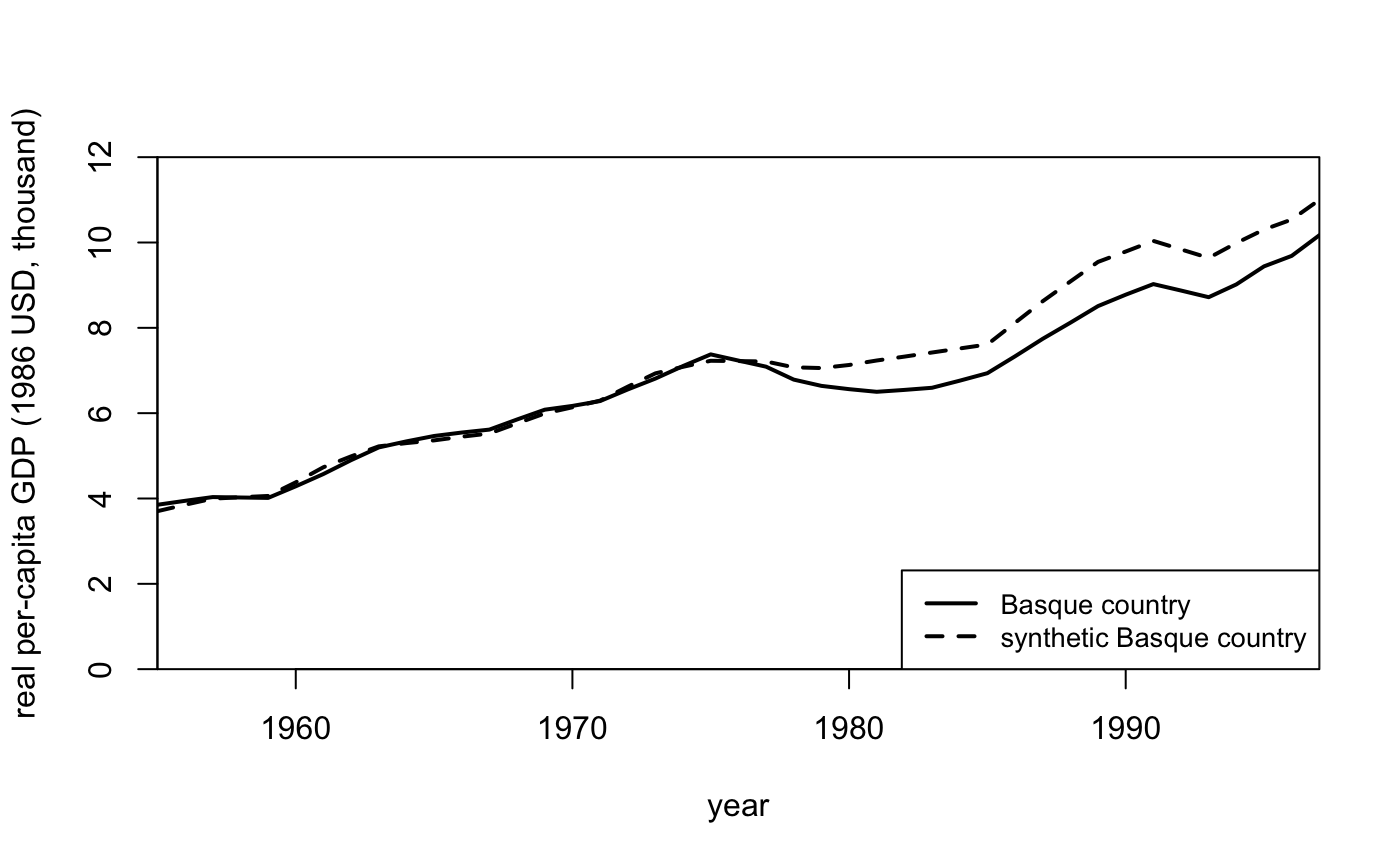 real per-capita GDP (1986 USD, thousand)
12
10
8
6
4
2
0
Basque country
synthetic Basque country
1960 1970 1980 1990
year